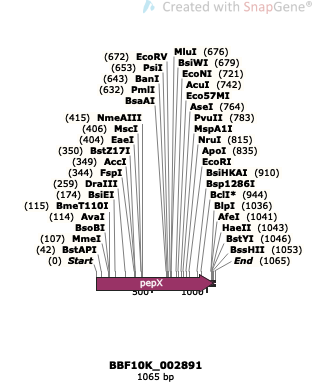 Created with SnapGene®
(672) EcoRV MluI (676)
(653) PsiI BsiWI (679)
(643) BanI EcoNI (721)
(632) PmlI AcuI (742)
BsaAI Eco57MI
AseI (764)
(415) NmeAIII PvuII (783)
(406) MscI MspA1I
(404) EaeI NruI (815)
(350) BstZ17I ApoI (835)
(349) AccI EcoRI
(344) FspI BsiHKAI (910)
(259) DraIII Bsp1286I
(174) BsiEI BclI* (944)
(115) BmeT110I BlpI (1036)
(114) AvaI AfeI (1041)
BsoBI HaeII (1043)
(107) MmeI BstYI (1046)
(42) BstAPI BssHII (1053)
(0) Start End (1065)
pepX
500 1000
BBF10K_002891
1065 bp